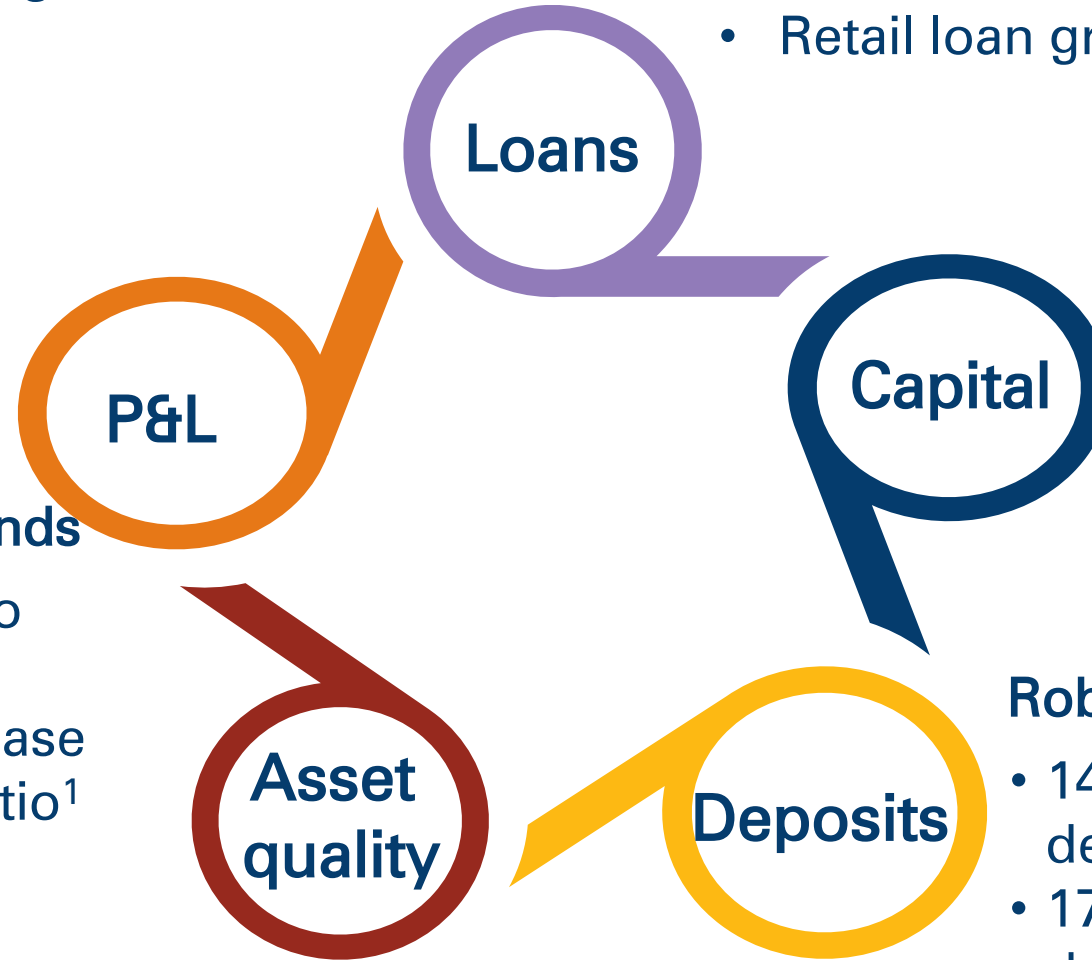 • Retail loan gr
Loans
Capital
P&L
nds
o
ase
tio¹
Asset
quality
Deposits
Rob
• 14
de
• 17